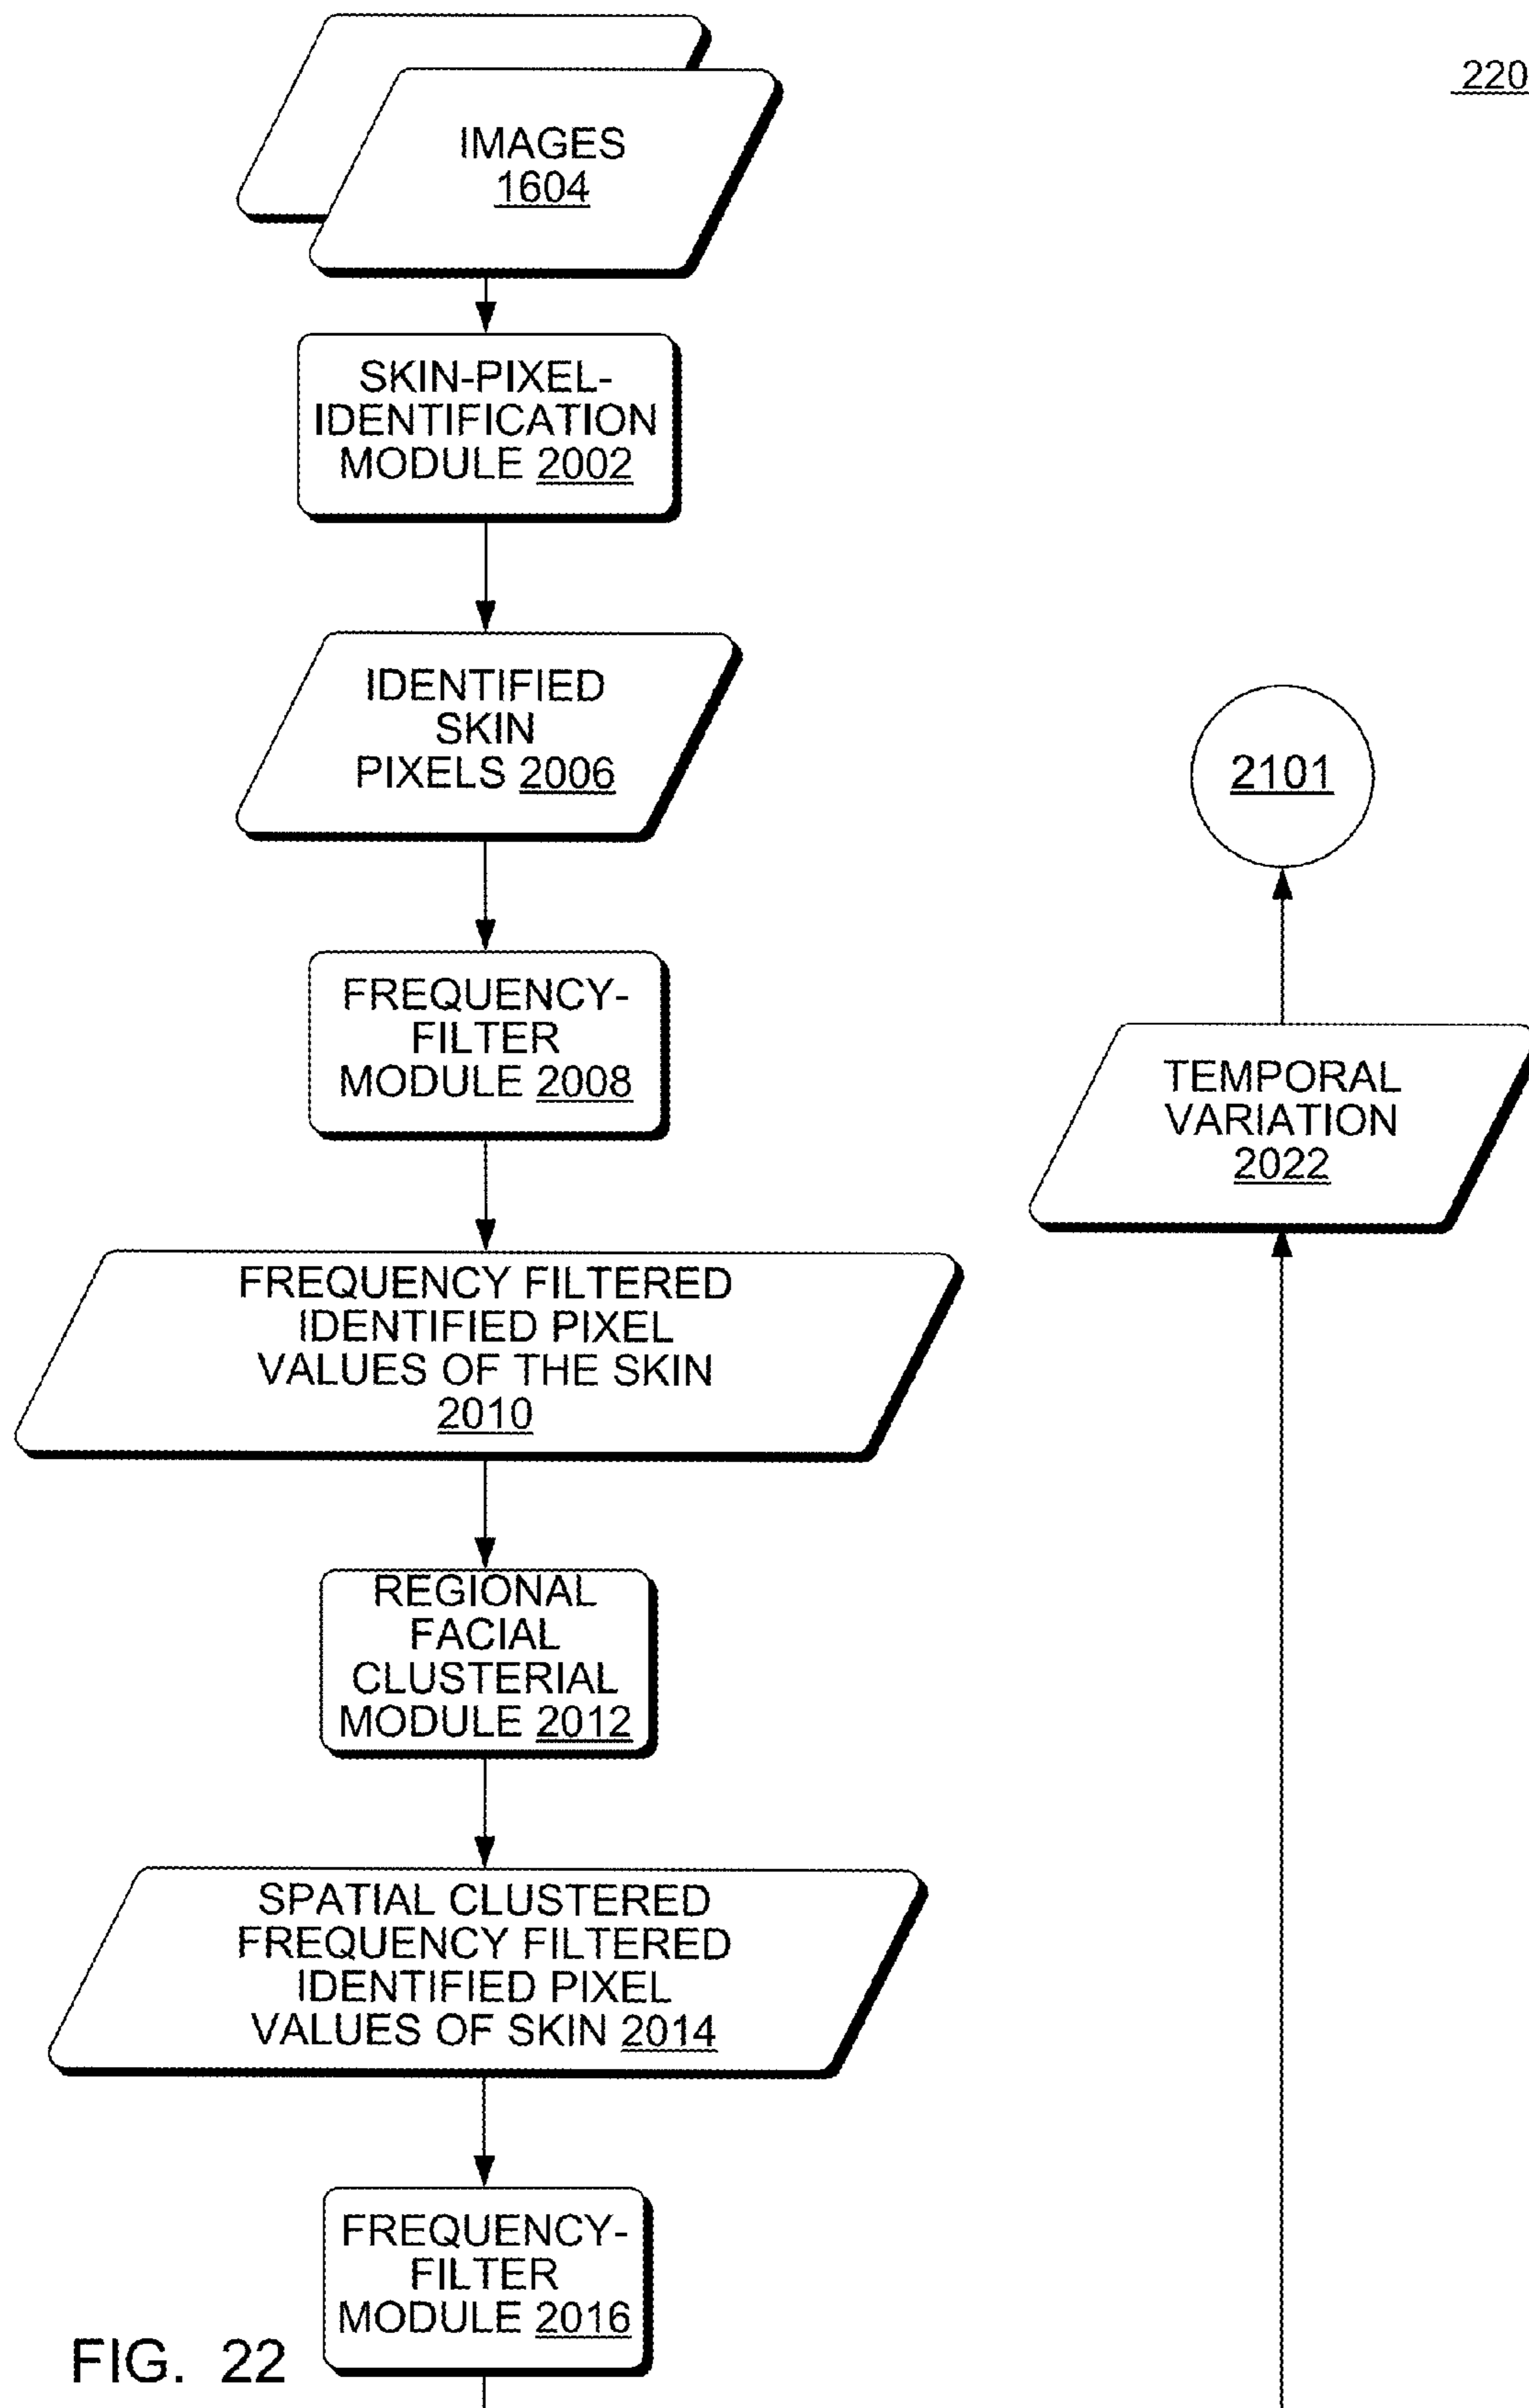 220
IMAGES
1604
SKIN-PIXEL-
IDENTIFICATION
MODULE 2002
IDENTIFIED
SKIN
PIXELS 2006
2101
FREQUENCY-
FILTER
MODULE 2008
TEMPORAL
VARIATION
2022
FREQUENCY FILTERED
IDENTIFIED PIXEL
VALUES OF THE SKIN
2010
REGIONAL
FACIAL
CLUSTERIAL
MODULE 2012
SPATIAL CLUSTERED
FREQUENCY FILTERED
IDENTIFIED PIXEL
VALUES OF SKIN 2014
FREQUENCY-
FILTER
MODULE 2016
FIG. 22